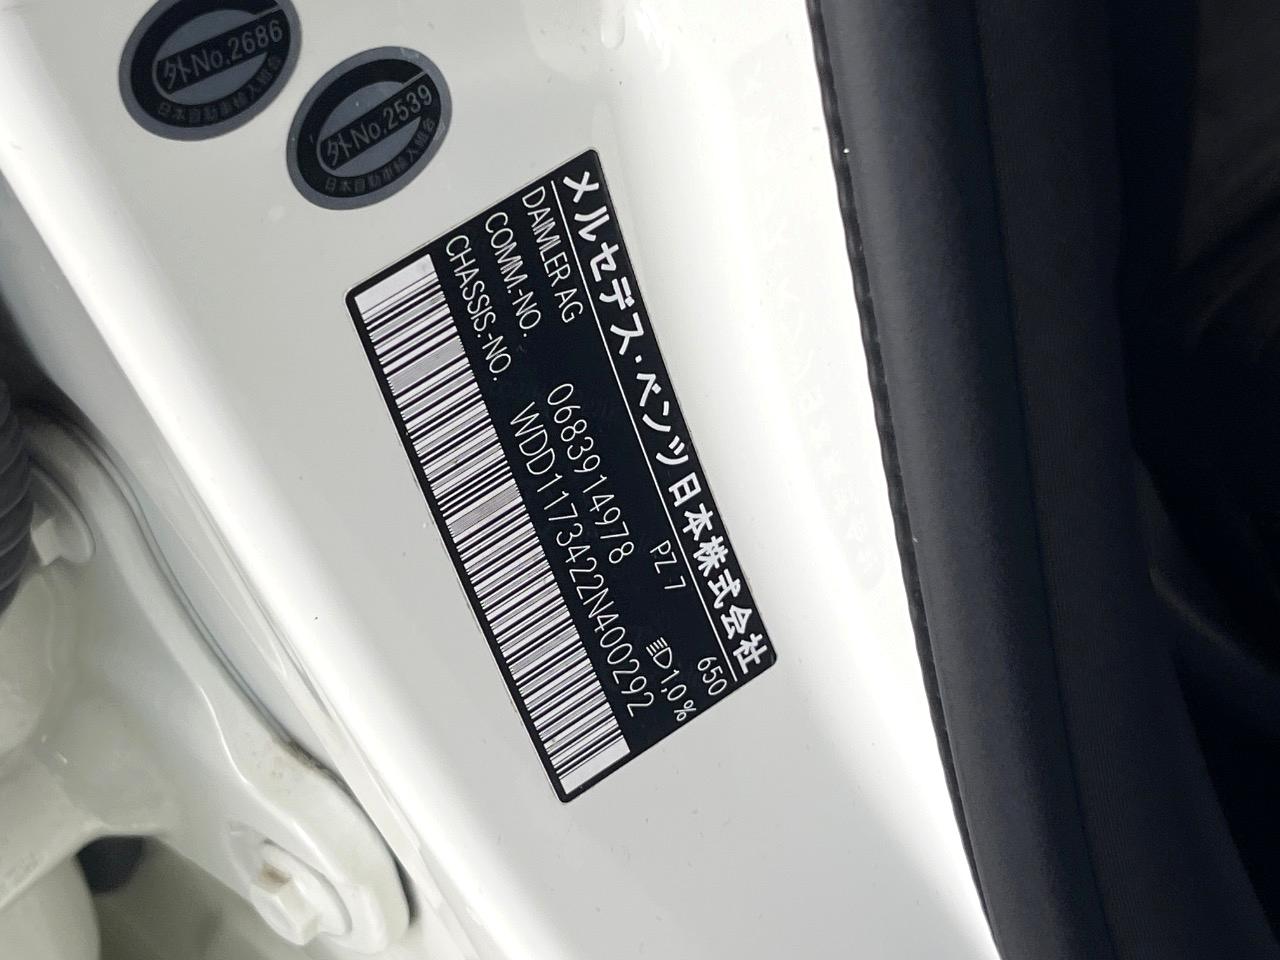 外No.2686
日本自動車輸入組合
外No.2539
日本自動車輸入組合
メルセデス・ベンツ日本株式会社
DAIMLER AG 650
COMM.-NO. 0683914978 PZ 7 1,0%
CHASSIS.-NO. WDD1173422N400292